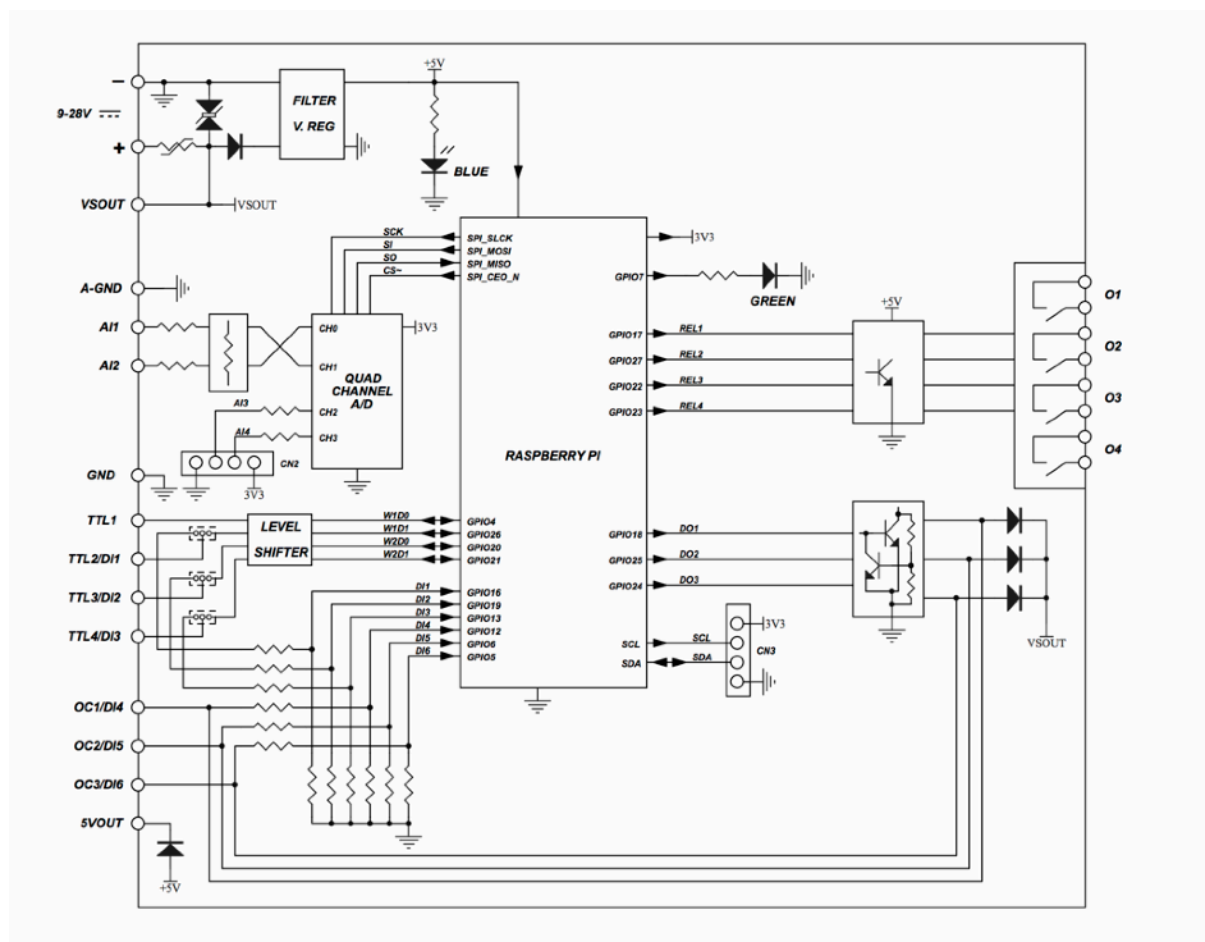 −
9-28V
+
VSOUT
VSOUT
FILTER
V. REG
+5V
BLUE
A-GND
AI1
AI2
SCK
SI
SO
CS~
CH0
CH1
CH2
CH3
QUAD
CHANNEL
A/D
3V3
AI3
AI4
CN2
3V3
GND
TTL1
TTL2/DI1
TTL3/DI2
TTL4/DI3
LEVEL
SHIFTER
W1D0
W1D1
W2D0
W2D1
DI1
DI2
DI3
DI4
DI5
DI6
OC1/DI4
OC2/DI5
OC3/DI6
5VOUT
+5V
SPI_SLCK
SPI_MOSI
SPI_MISO
SPI_CEO_N
RASPBERRY PI
GPIO4
GPIO26
GPIO20
GPIO21
GPIO16
GPIO19
GPIO13
GPIO12
GPIO6
GPIO5
3V3
GPIO7
GREEN
GPIO17
GPIO27
GPIO22
GPIO23
REL1
REL2
REL3
REL4
+5V
O1
O2
O3
O4
GPIO18
GPIO25
GPIO24
DO1
DO2
DO3
VSOUT
SCL
SDA
SCL
SDA
3V3
CN3